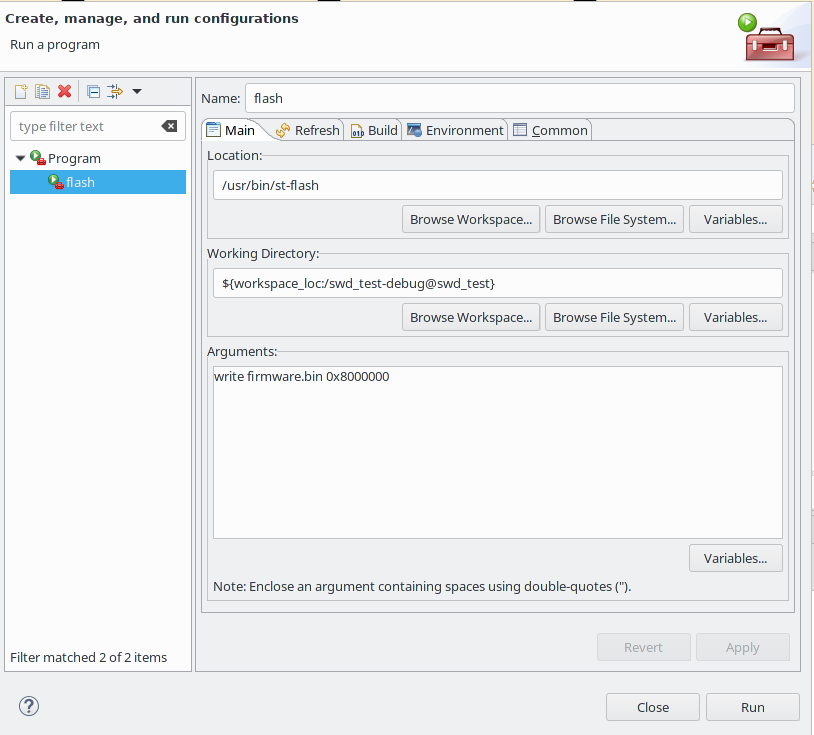 Create, manage, and run configurations
Run a program
type filter text
Program
flash
Filter matched 2 of 2 items
Name: flash
Main Refresh 010 Build Environment Common
Location:
/usr/bin/st-flash
Browse Workspace... Browse File System... Variables...
Working Directory:
${workspace_loc:/swd_test-debug@swd_test}
Browse Workspace... Browse File System... Variables...
Arguments:
write firmware.bin 0x8000000
Variables...
Note: Enclose an argument containing spaces using double-quotes (").
Revert Apply
? Close Run